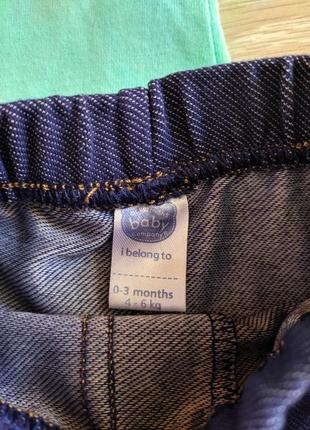 baby
company
i belong to
0-3 months
4 - 6 kg